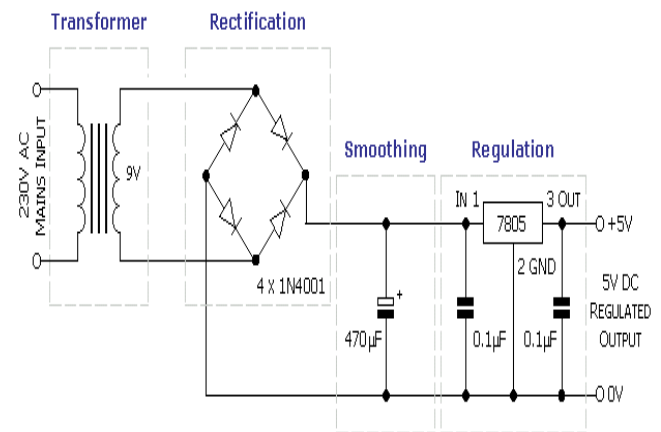 Transformer
Rectification
Smoothing
Regulation
230V AC
MAINS INPUT
9V
4 x 1N4001
470µF
+
IN 1
7805
3 OUT
2 GND
0.1µF
0.1µF
+5V
5V DC
REGULATED
OUTPUT
0V